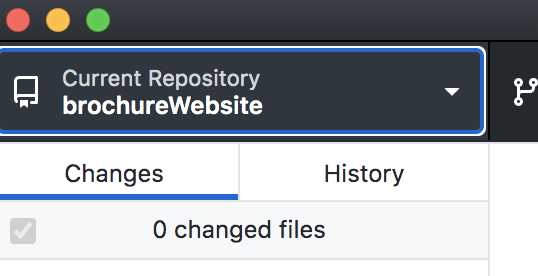 Current Repository
brochureWebsite
Changes
History
0 changed files